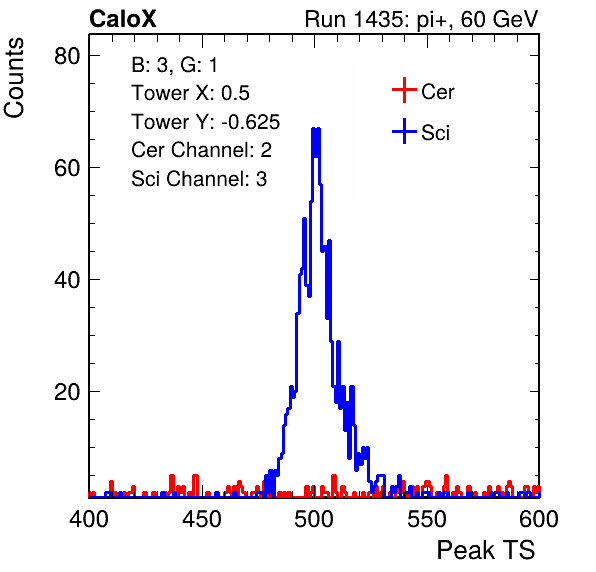 CaloX Run 1435: pi+, 60 GeV
Counts
B: 3, G: 1
Tower X: 0.5
Tower Y: -0.625
Cer Channel: 2
Sci Channel: 3
Cer
Sci
80
60
40
20
400 450 500 550 600
Peak TS